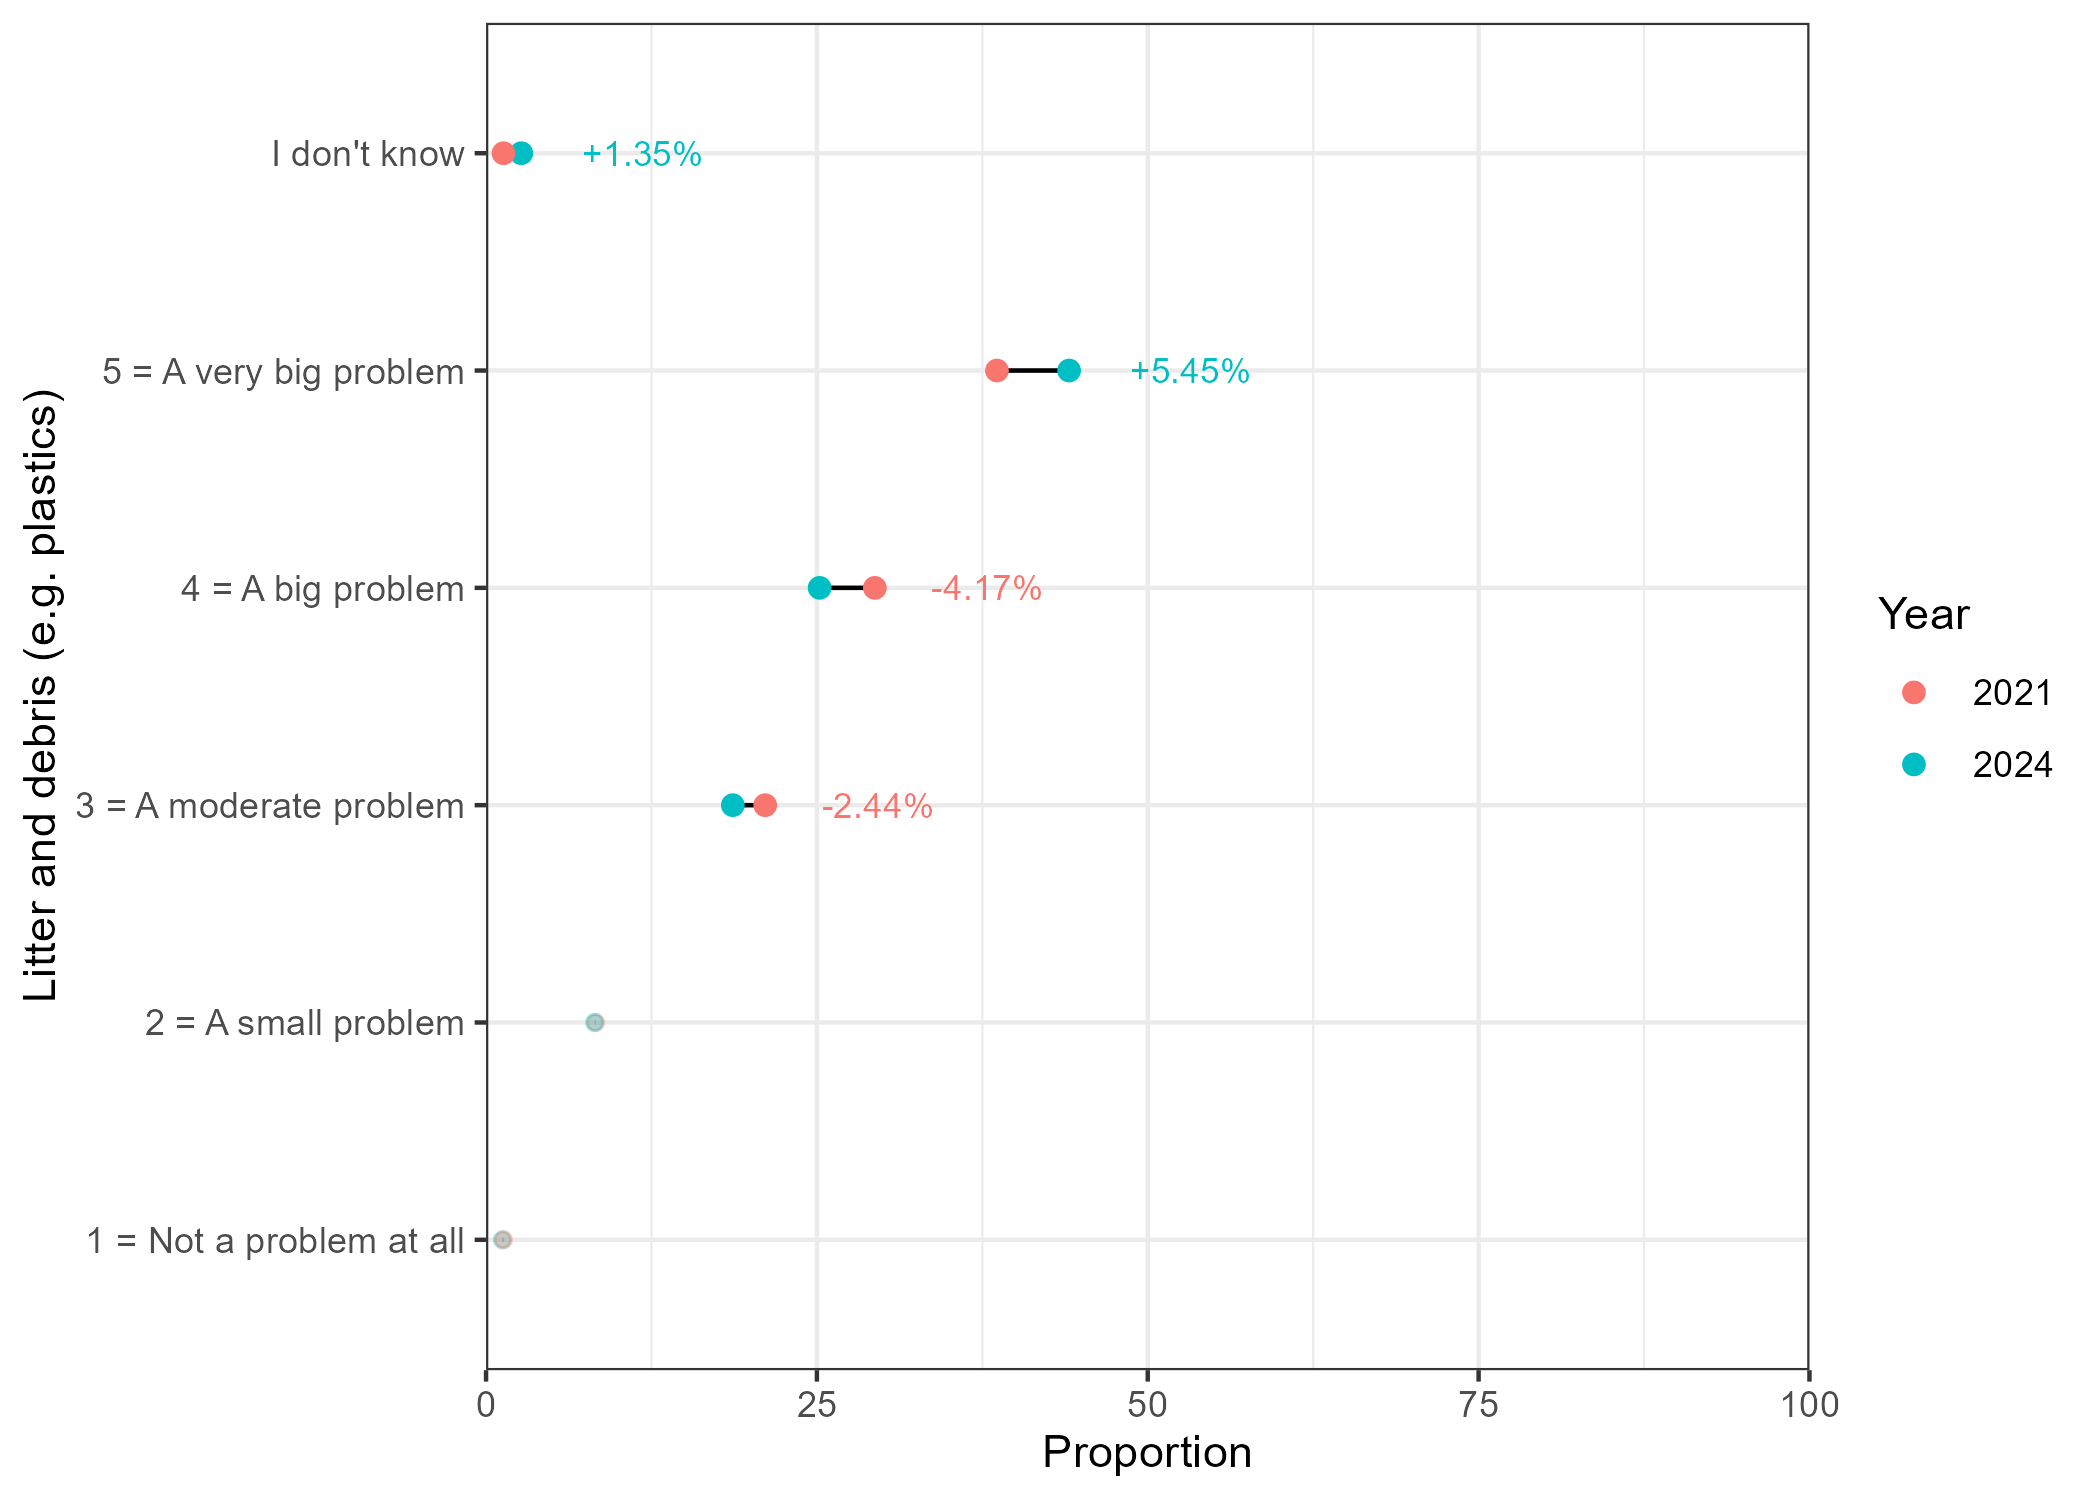 Litter and debris (e.g. plastics)
I don't know
+1.35%
5 = A very big problem
+5.45%
4 = A big problem
-4.17%
3 = A moderate problem
-2.44%
2 = A small problem
1 = Not a problem at all
0
25
50
75
100
Proportion
Year
2021
2024